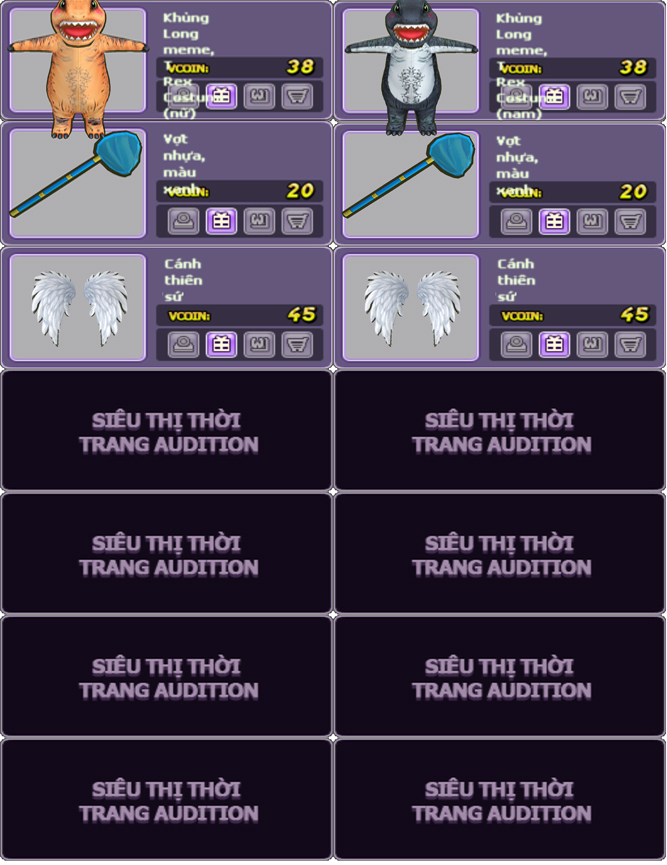 Khủng
Long
meme,
T
Rex
Costume
(nữ)
VCOIN:
38
Khủng
Long
meme,
T
Rex
Costume
(nam)
VCOIN:
38
Vợt
nhựa,
màu
xanh
VCOIN:
20
Vợt
nhựa,
màu
xanh
VCOIN:
20
Cánh
thiên
sứ
VCOIN:
45
Cánh
thiên
sứ
VCOIN:
45
SIÊU THỊ THỜI
TRANG AUDITION
SIÊU THỊ THỜI
TRANG AUDITION
SIÊU THỊ THỜI
TRANG AUDITION
SIÊU THỊ THỜI
TRANG AUDITION
SIÊU THỊ THỜI
TRANG AUDITION
SIÊU THỊ THỜI
TRANG AUDITION
SIÊU THỊ THỜI
TRANG AUDITION
SIÊU THỊ THỜI
TRANG AUDITION